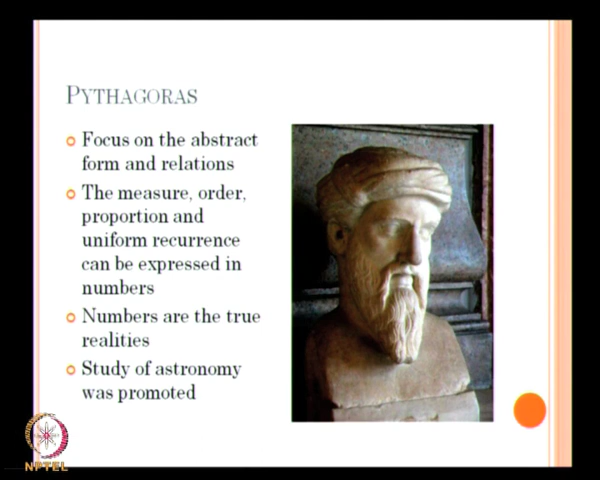 PYTHAGORAS
Focus on the abstract
form and relations
The measure, order,
proportion and
uniform recurrence
can be expressed in
numbers
Numbers are the true
realities
Study of astronomy
was promoted
NPTEL